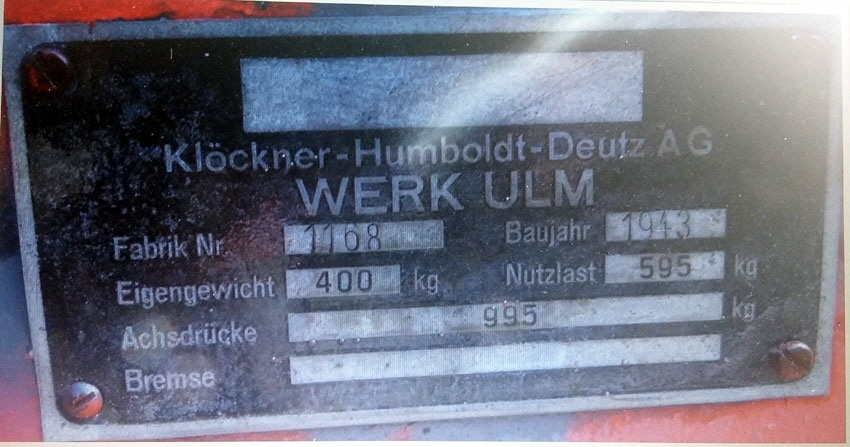 Klöckner-Humboldt-Deutz AG
WERK ULM
Fabrik Nr. 1168 Baujahr 1943
Eigengewicht 400 kg Nutzlast 595 kg
Achsdrücke 995 kg
Bremse